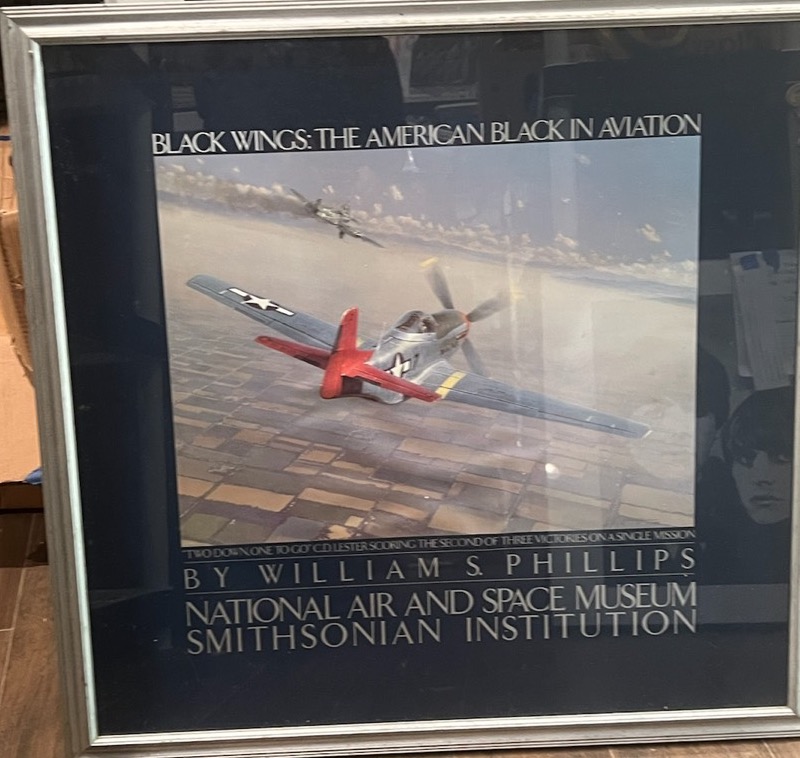 BLACK WINGS: THE AMERICAN BLACK IN AVIATION
"TWO DOWN, ONE TO GO" C.D. LESTER SCORING THE SECOND OF THREE VICTORIES ON A SINGLE MISSION
BY WILLIAM S. PHILLIPS
NATIONAL AIR AND SPACE MUSEUM
SMITHSONIAN INSTITUTION